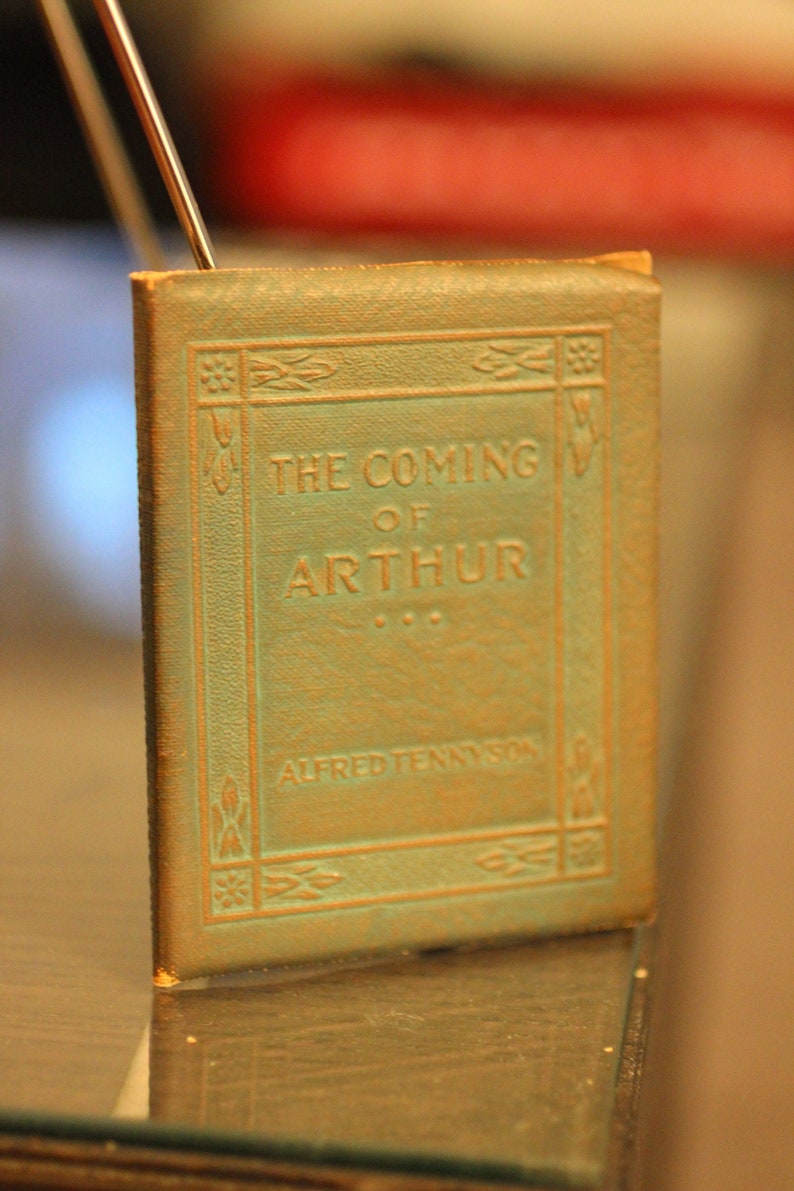 THE COMING
OF
ARTHUR
...
ALFRED TENNYSON